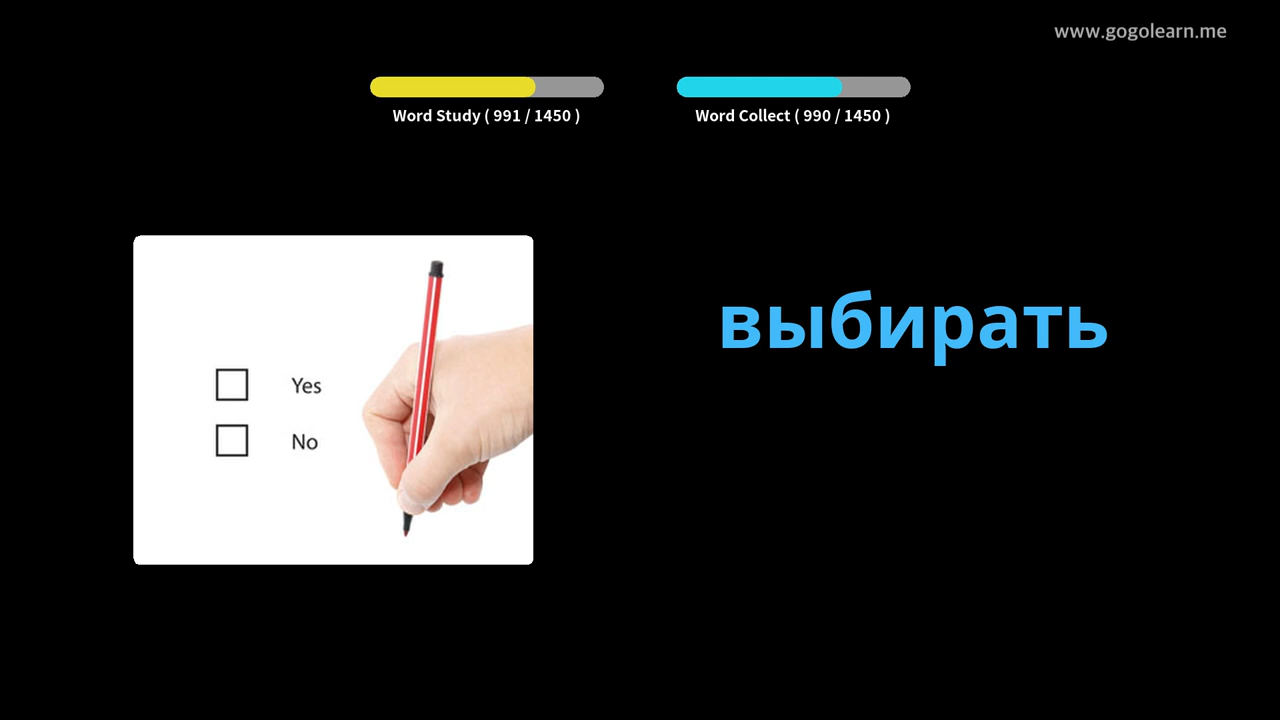 www.gogolearn.me
Word Study ( 991 / 1450 )
Word Collect ( 990 / 1450 )
выбирать
Yes
No